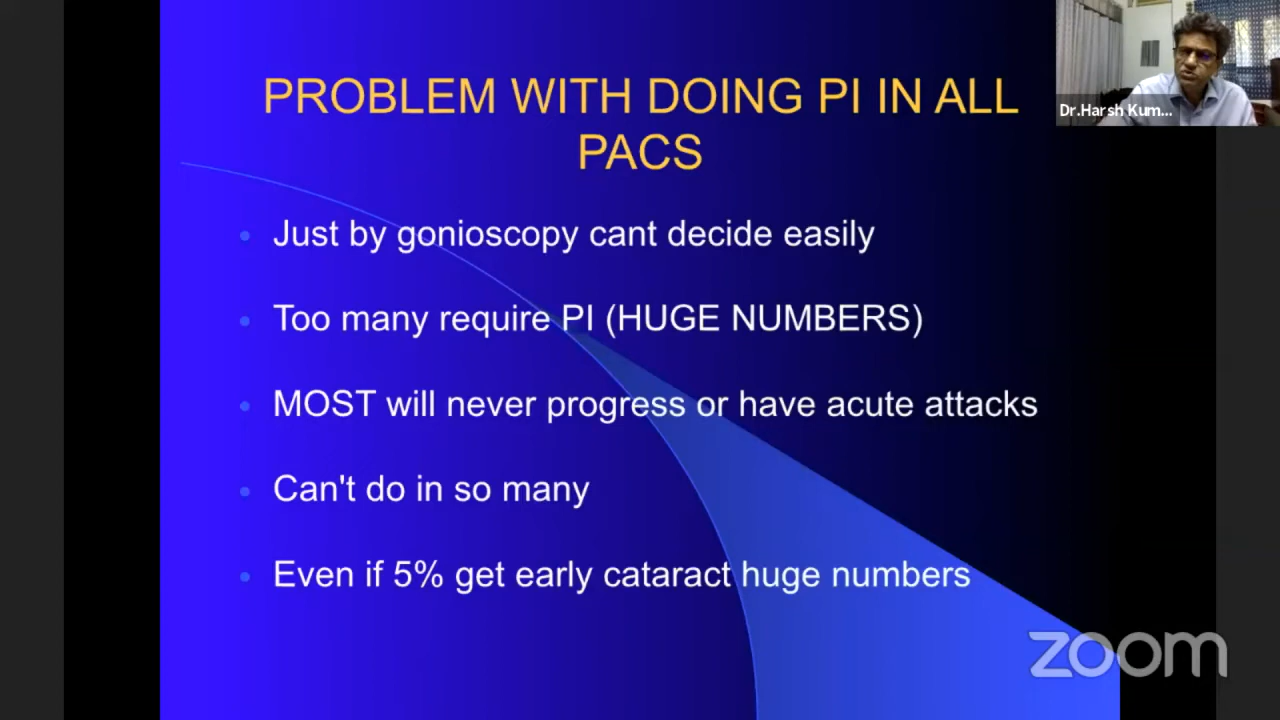 PROBLEM WITH DOING PI IN ALL
PACS
Just by gonioscopy cant decide easily
Too many require PI (HUGE NUMBERS)
MOST will never progress or have acute attacks
Can't do in so many
Even if 5% get early cataract huge numbers
Dr.Harsh Kum...
zoom